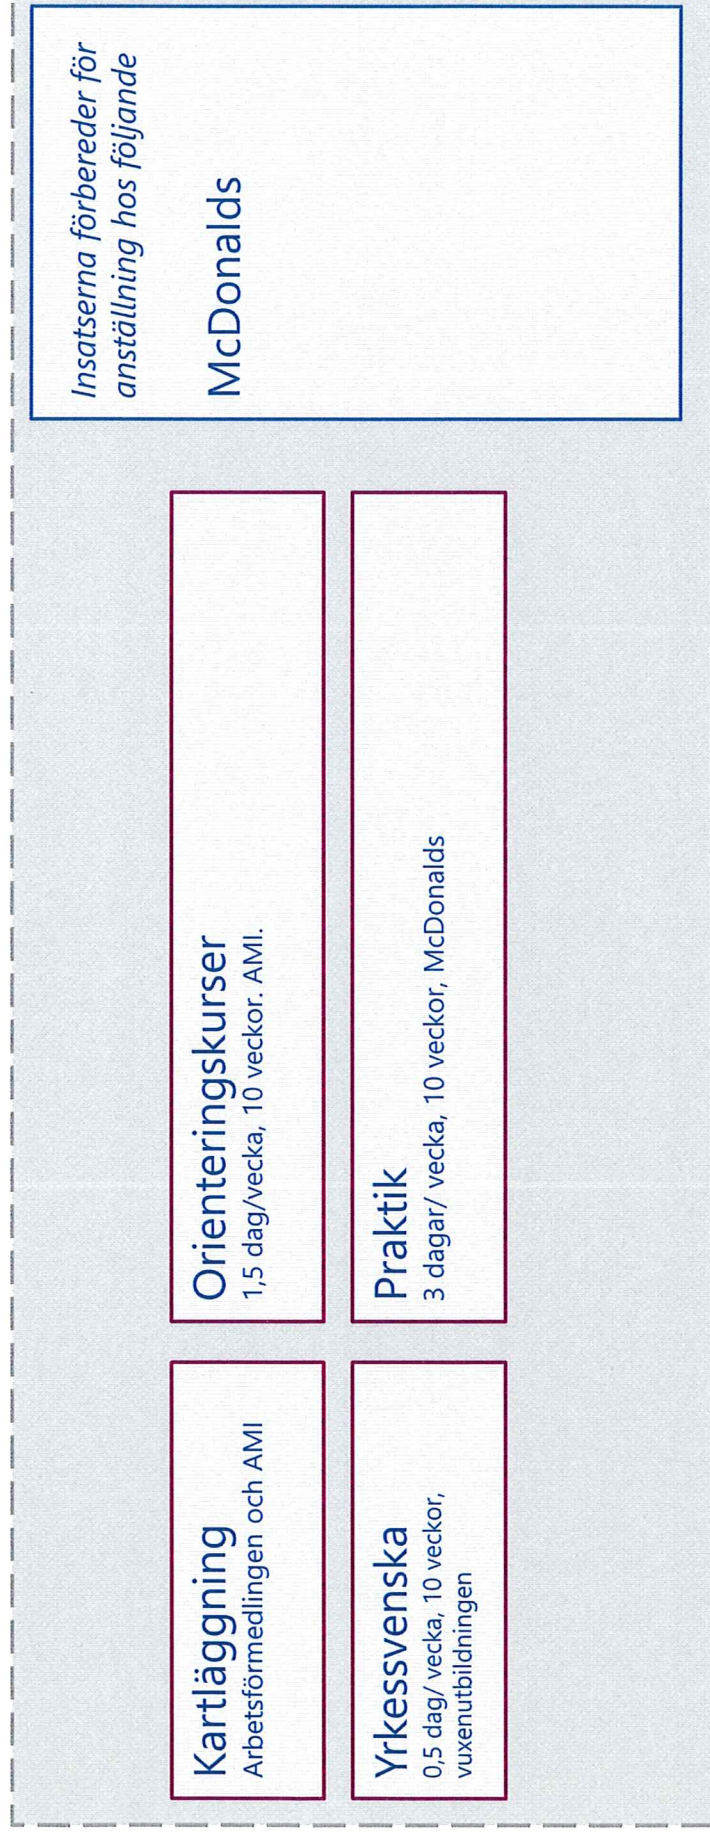 Kartläggning
Arbetsförmedlingen och AMI
Orienteringskurser
1,5 dag/vecka, 10 veckor. AMI.
Yrkessvenska
0,5 dag/ vecka, 10 veckor,
vuxenutbildningen
Praktik
3 dagar/ vecka, 10 veckor, McDonalds
Insatserna förbereder för
anställning hos följande
McDonalds